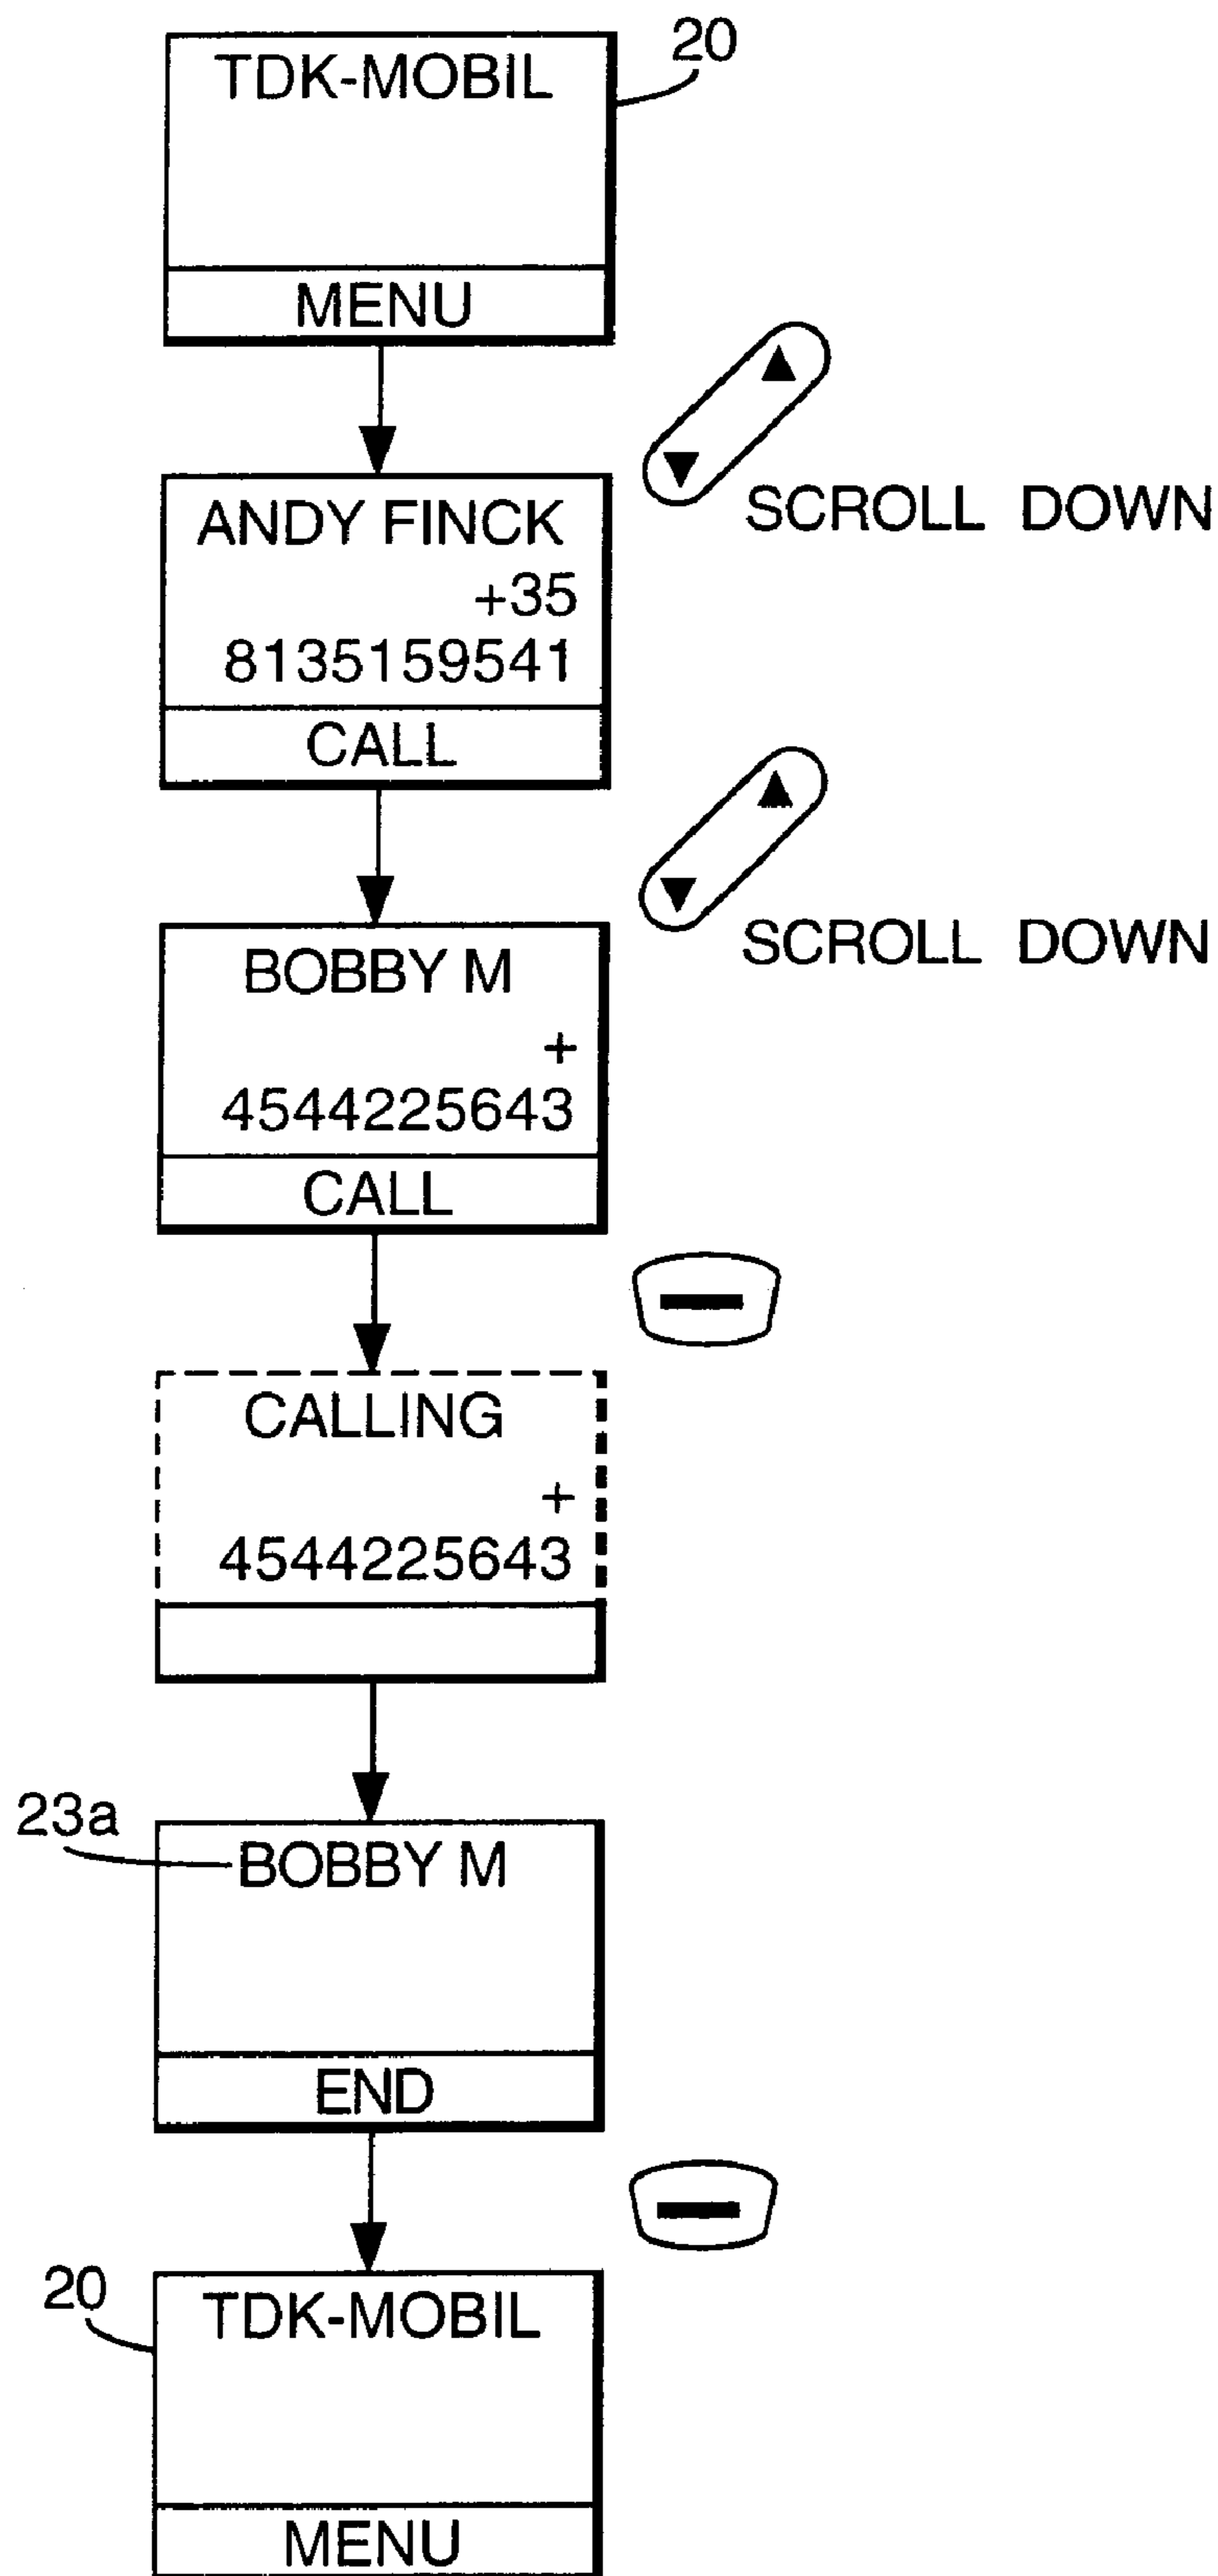 20
TDK-MOBIL
MENU
SCROLL DOWN
ANDY FINCK
+35
8135159541
CALL
SCROLL DOWN
BOBBY M
+
4544225643
CALL
CALLING
+
4544225643
23a
BOBBY M
END
20
TDK-MOBIL
MENU